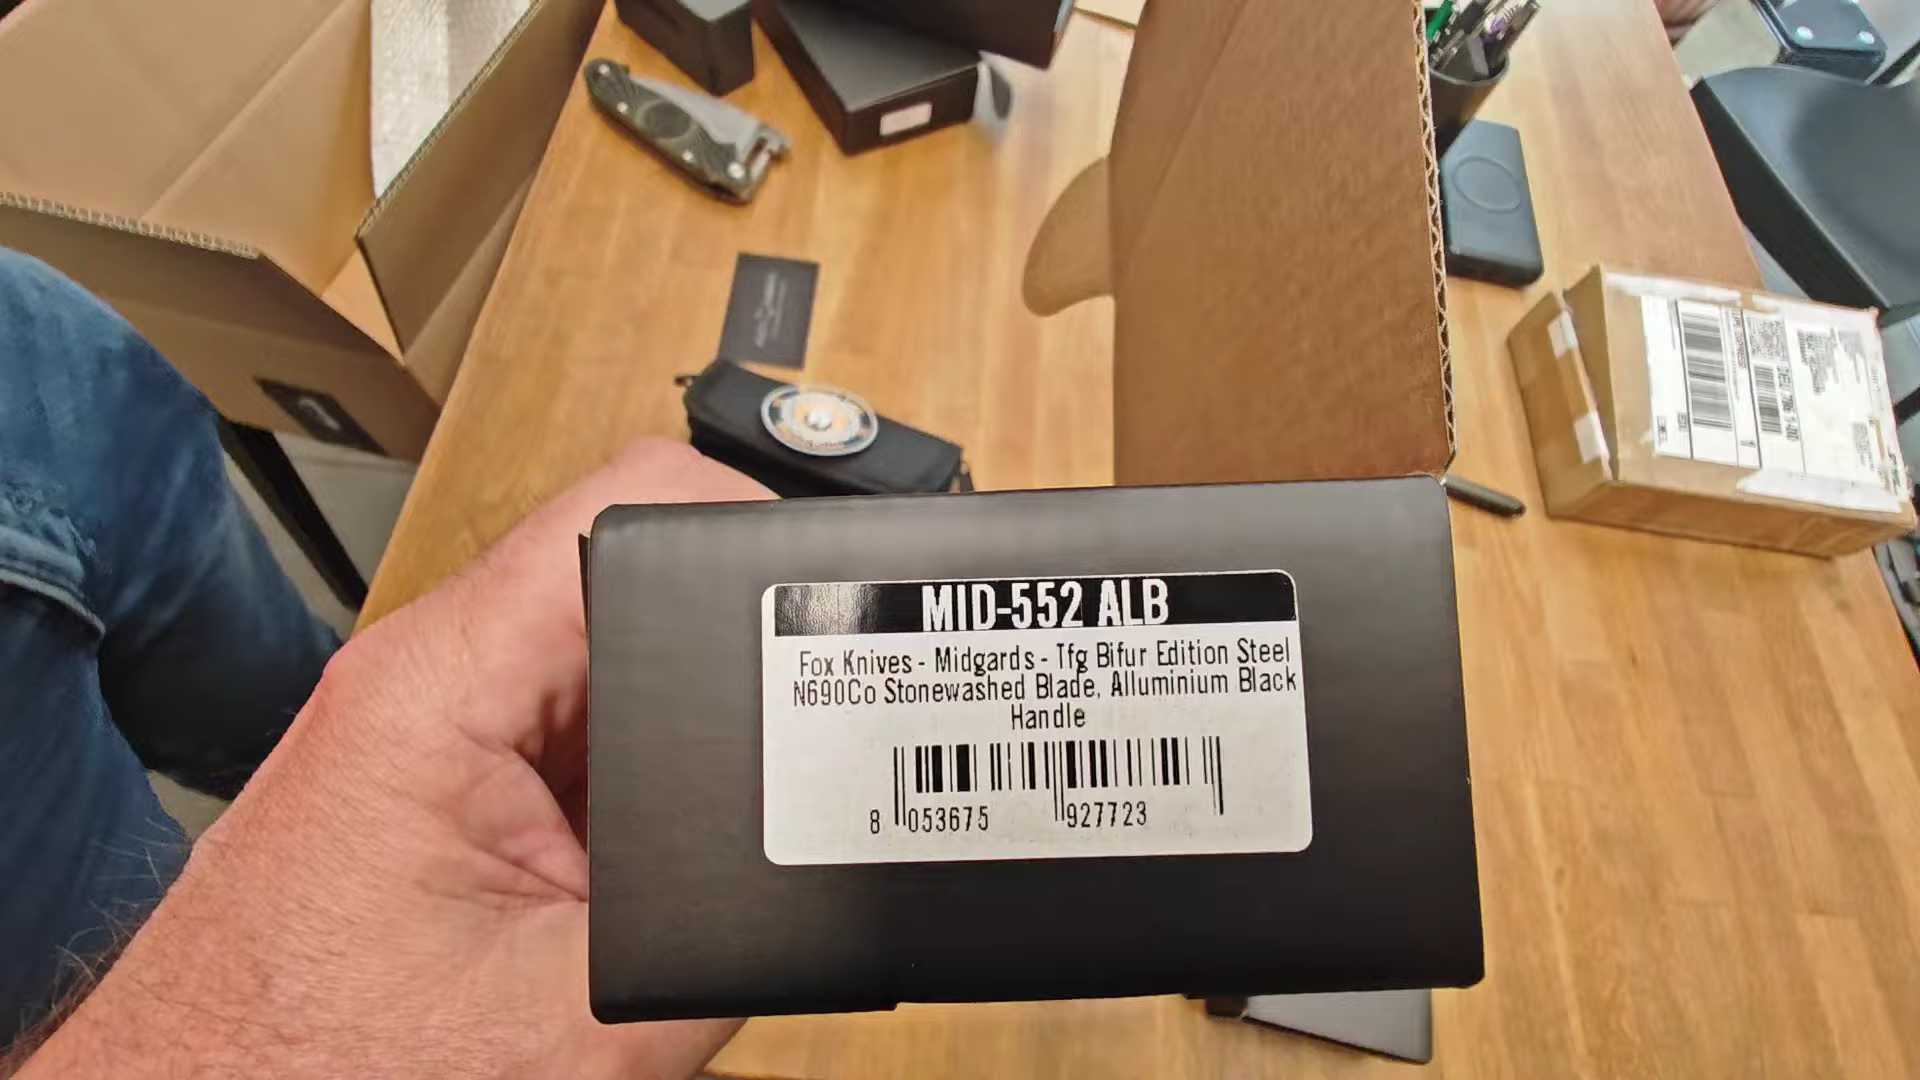 MID-552 ALB
Fox Knives - Midgards - Tfg Bifur Edition Steel
N690Co Stonewashed Blade, Alluminium Black
Handle
8 053675 927723